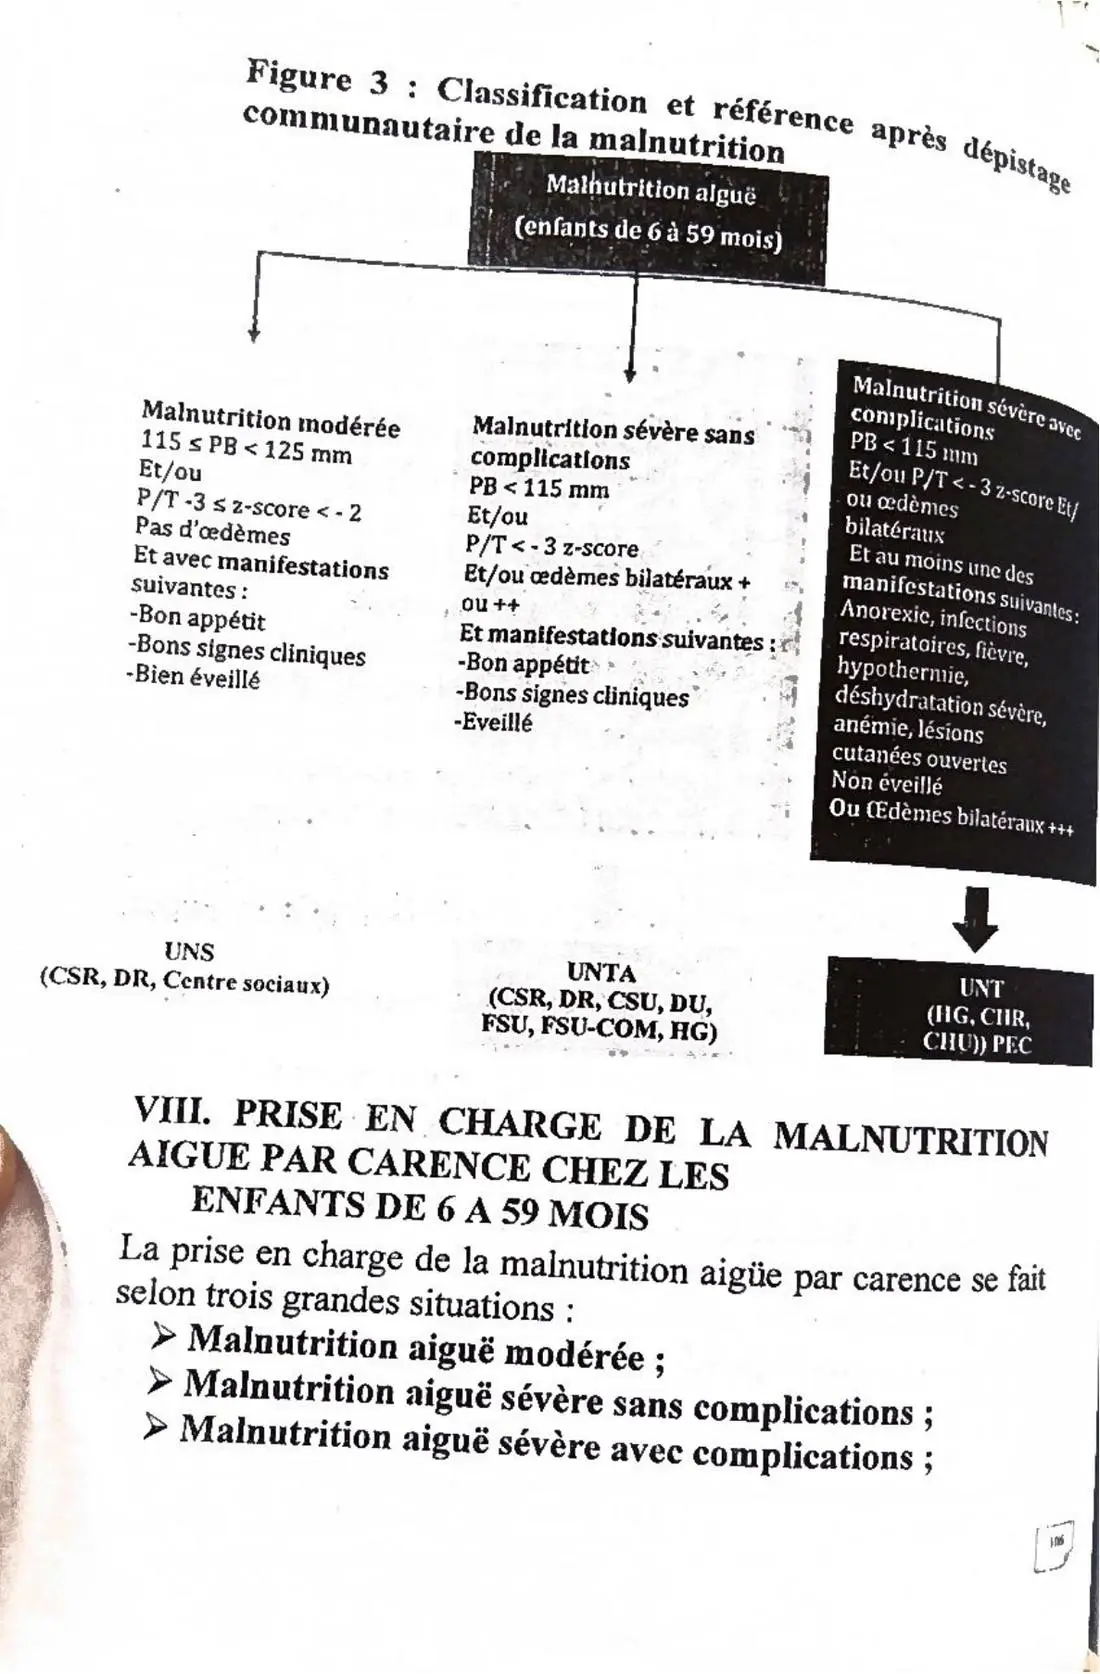 Figure 3 : Classification et référence après dépistage
communautaire de la malnutrition
Malnutrition aiguë
(enfants de 6 à 59 mois)
Malnutrition modérée
115 ≤ PB < 125 mm
Et/ou
P/T -3 ≤ z-score < - 2
Pas d'œdèmes
Et avec manifestations
suivantes :
-Bon appétit
-Bons signes cliniques
-Bien éveillé
Malnutrition sévère sans
complications
PB < 115 mm
Et/ou
P/T < - 3 z-score
Et/ou œdèmes bilatéraux +
ou ++
Et manifestations suivantes :
-Bon appétit
-Bons signes cliniques
-Eveillé
Malnutrition sévère avec
complications
PB < 115 mm
Et/ou P/T < - 3 z-score Et/
ou œdèmes
bilatéraux
Et au moins une des
manifestations suivantes :
Anorexie, infections
respiratoires, fièvre,
hypothermie,
déshydratation sévère,
anémie, lésions
cutanées ouvertes
Non éveillé
Ou Œdèmes bilatéraux +++
UNS
(CSR, DR, Centre sociaux)
UNTA
(CSR, DR, CSU, DU,
FSU, FSU-COM, HG)
UNT
(HG, CHR,
CHU)) PEC
VIII. PRISE EN CHARGE DE LA MALNUTRITION
AIGUE PAR CARENCE CHEZ LES
ENFANTS DE 6 A 59 MOIS
La prise en charge de la malnutrition aigüe par carence se fait
selon trois grandes situations :
➢ Malnutrition aiguë modérée ;
➢ Malnutrition aiguë sévère sans complications ;
➢ Malnutrition aiguë sévère avec complications ;
106